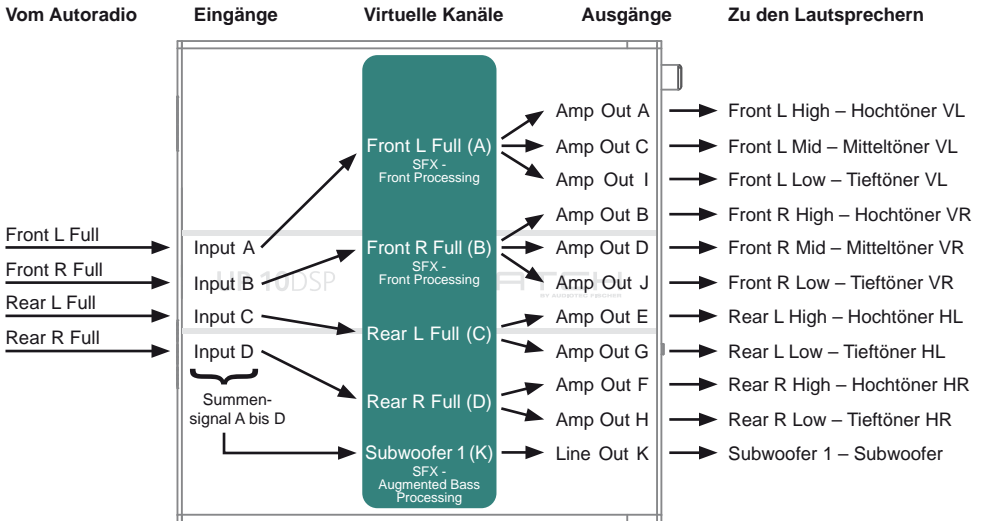 Vom Autoradio Eingänge Virtuelle Kanäle Ausgänge Zu den Lautsprechern
Amp Out A Front L High – Hochtöner VL
Front L Full (A) Amp Out C Front L Mid – Mitteltöner VL
SFX -
Front Processing
Amp Out I Front L Low – Tieftöner VL
Amp Out B Front R High – Hochtöner VR
Front L Full Input A Front R Full (B) Amp Out D Front R Mid – Mitteltöner VR
SFX -
Front Processing
Front R Full Input B Amp Out J Front R Low – Tieftöner VR
UP 10DSP
BY AUDIOTEC FISCHER
Rear L Full Input C Amp Out E Rear L High – Hochtöner HL
Rear L Full (C)
Rear R Full Input D Amp Out G Rear L Low – Tieftöner HL
Amp Out F Rear R High – Hochtöner HR
Summen-
signal A bis D
Rear R Full (D)
Amp Out H Rear R Low – Tieftöner HR
Subwoofer 1 (K) Line Out K Subwoofer 1 – Subwoofer
SFX -
Augmented Bass
Processing